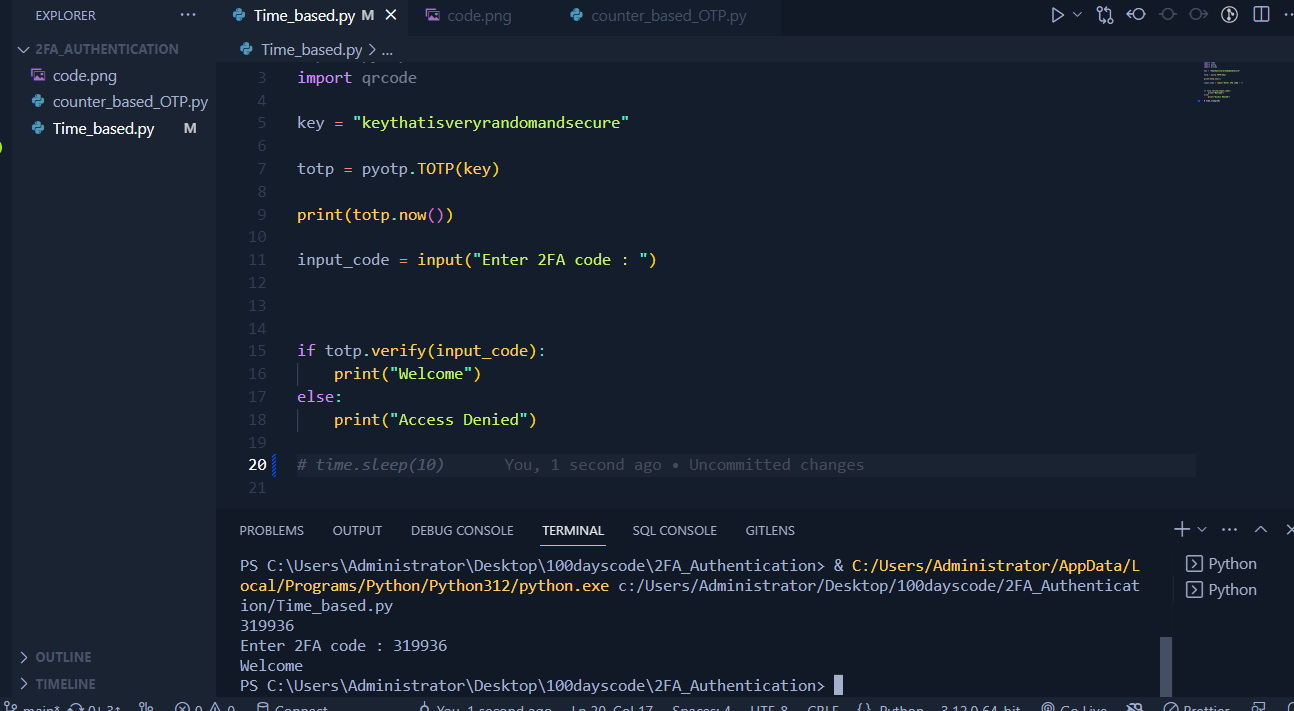 EXPLORER ...
Time_based.py M
code.png
counter_based_OTP.py
2FA_AUTHENTICATION
code.png
counter_based_OTP.py
Time_based.py M
Time_based.py > ...
3 import qrcode
4
5 key = "keythatisveryrandomandsecure"
6
7 totp = pyotp.TOTP(key)
8
9 print(totp.now())
10
11 input_code = input("Enter 2FA code : ")
12
13
14
15 if totp.verify(input_code):
16 print("Welcome")
17 else:
18 print("Access Denied")
19
20 # time.sleep(10) You, 1 second ago • Uncommitted changes
21
PROBLEMS OUTPUT DEBUG CONSOLE TERMINAL SQL CONSOLE GITLENS
PS C:\Users\Administrator\Desktop\100dayscode\2FA_Authentication> & C:/Users/Administrator/AppData/L
ocal/Programs/Python/Python312/python.exe c:/Users/Administrator/Desktop/100dayscode/2FA_Authenticat
ion/Time_based.py
319936
Enter 2FA code : 319936
Welcome
PS C:\Users\Administrator\Desktop\100dayscode\2FA_Authentication>
Python
Python
OUTLINE
TIMELINE
main* 0 0 Connect You, 1 second ago Ln 20, Col 17 Spaces: 4 UTF-8 CRLF {} Python 3.12.0 64-bit Go Live Prettier